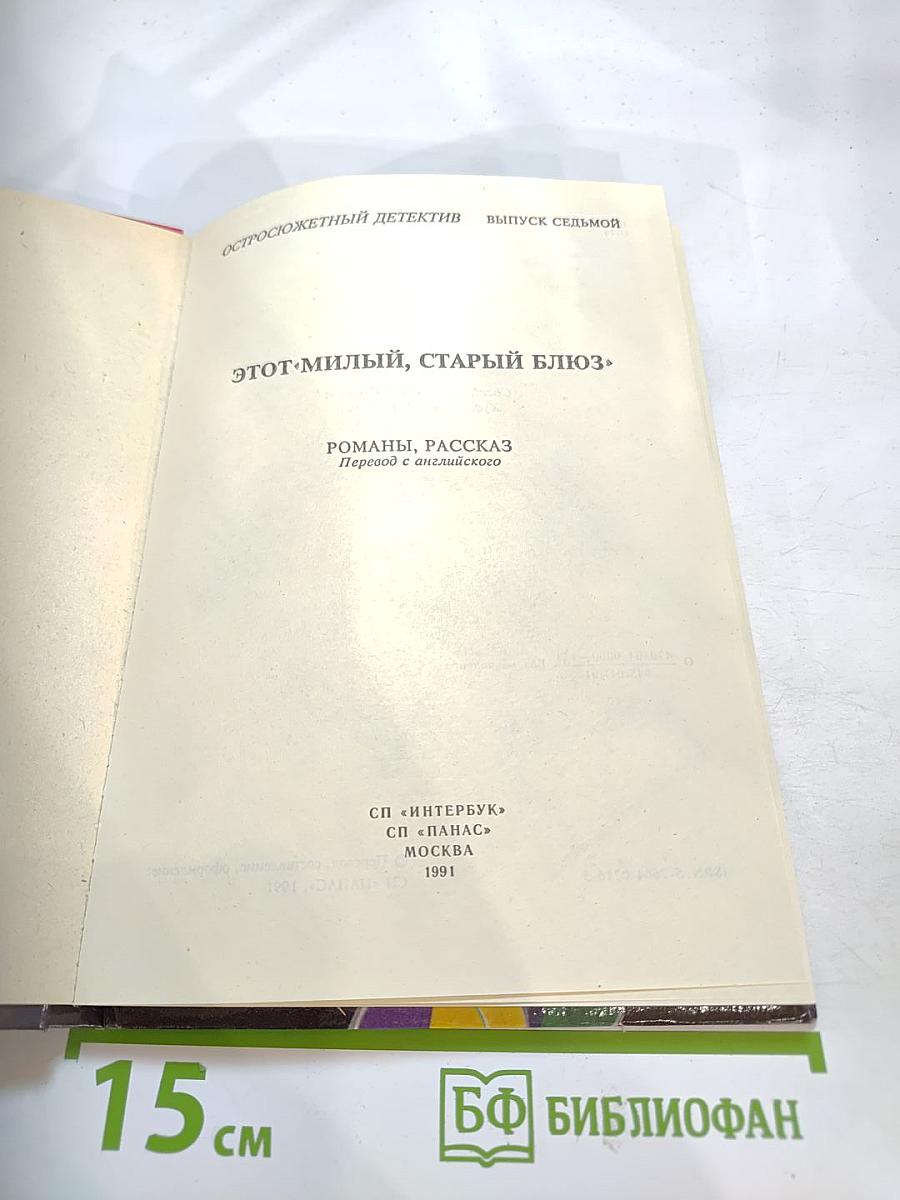 ОСТРОСЮЖЕТНЫЙ ДЕТЕКТИВ ВЫПУСК СЕДЬМОЙ
ЭТОТ «МИЛЫЙ, СТАРЫЙ БЛЮЗ»
РОМАНЫ, РАССКАЗ
Перевод с английского
СП «ИНТЕРБУК»
СП «ПАНАС»
МОСКВА
1991
15 см
БФ БИБЛИОФАН